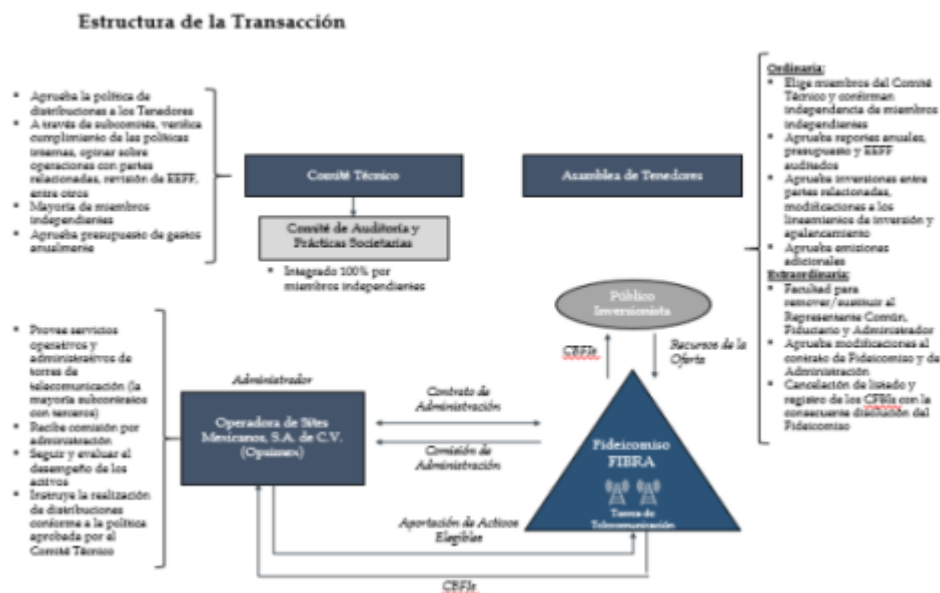 Estructura de la Transacción
Aprueba la política de
distribuciones a los Tenedores
A través de subcomités, verifica
cumplimiento de las políticas
internas, opinar sobre
operaciones con partes
relacionadas, revisión de EEFF,
entre otros
Mayoría de miembros
independientes
Aprueba presupuesto de gastos
anualmente
Comité Técnico
Comité de Auditoría y
Prácticas Societarias
Integrado 100% por
miembros independientes
Asamblea de Tenedores
Ordinaria:
Elige miembros del Comité
Técnico y confirman
independencia de miembros
independientes
Aprueba reportes anuales,
presupuesto y EEFF
auditados
Aprueba inversiones entre
partes relacionadas,
modificaciones a los
lineamientos de inversión y
apalancamiento
Aprueba emisiones
adicionales
Extraordinaria:
Facultad para
remover/sustituir al
Representante Común,
Fiduciario y Administrador
Aprueba modificaciones al
contrato de Fideicomiso y de
Administración
Cancelación de listado y
registro de los CFBIs con la
consecuente disolución del
Fideicomiso
Público
Inversionista
CBFIs
Recursos de la
Oferta
Provee servicios
operativos y
administrativos de
torres de
telecomunicación (la
mayoría subcontratos
con terceros)
Recibe comisión por
administración
Seguir y evaluar el
desempeño de los
activos
Instruye la realización
de distribuciones
conforme a la política
aprobada por el
Comité Técnico
Administrador
Operadora de Sites
Mexicanos, S.A. de C.V.
(Opsimex)
Contrato de
Administración
Comisión de
Administración
Fideicomiso
FIBRA
Torres de
Telecomunicación
Aportación de Activos
Elegibles
CBFIs